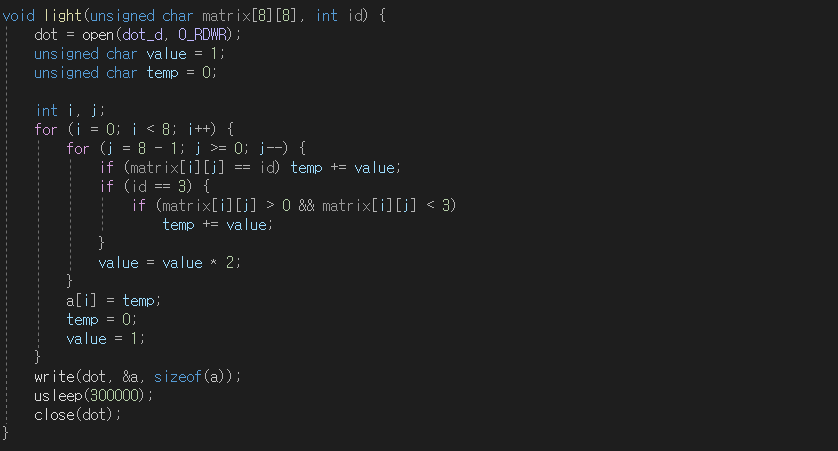 void light(unsigned char matrix[8][8], int id) {
    dot = open(dot_d, O_RDWR);
    unsigned char value = 1;
    unsigned char temp = 0;

    int i, j;
    for (i = 0; i < 8; i++) {
        for (j = 8 - 1; j >= 0; j--) {
            if (matrix[i][j] == id) temp += value;
            if (id == 3) {
                if (matrix[i][j] > 0 && matrix[i][j] < 3)
                    temp += value;
            }
            value = value * 2;
        }
        a[i] = temp;
        temp = 0;
        value = 1;
    }
    write(dot, &a, sizeof(a));
    usleep(300000);
    close(dot);
}